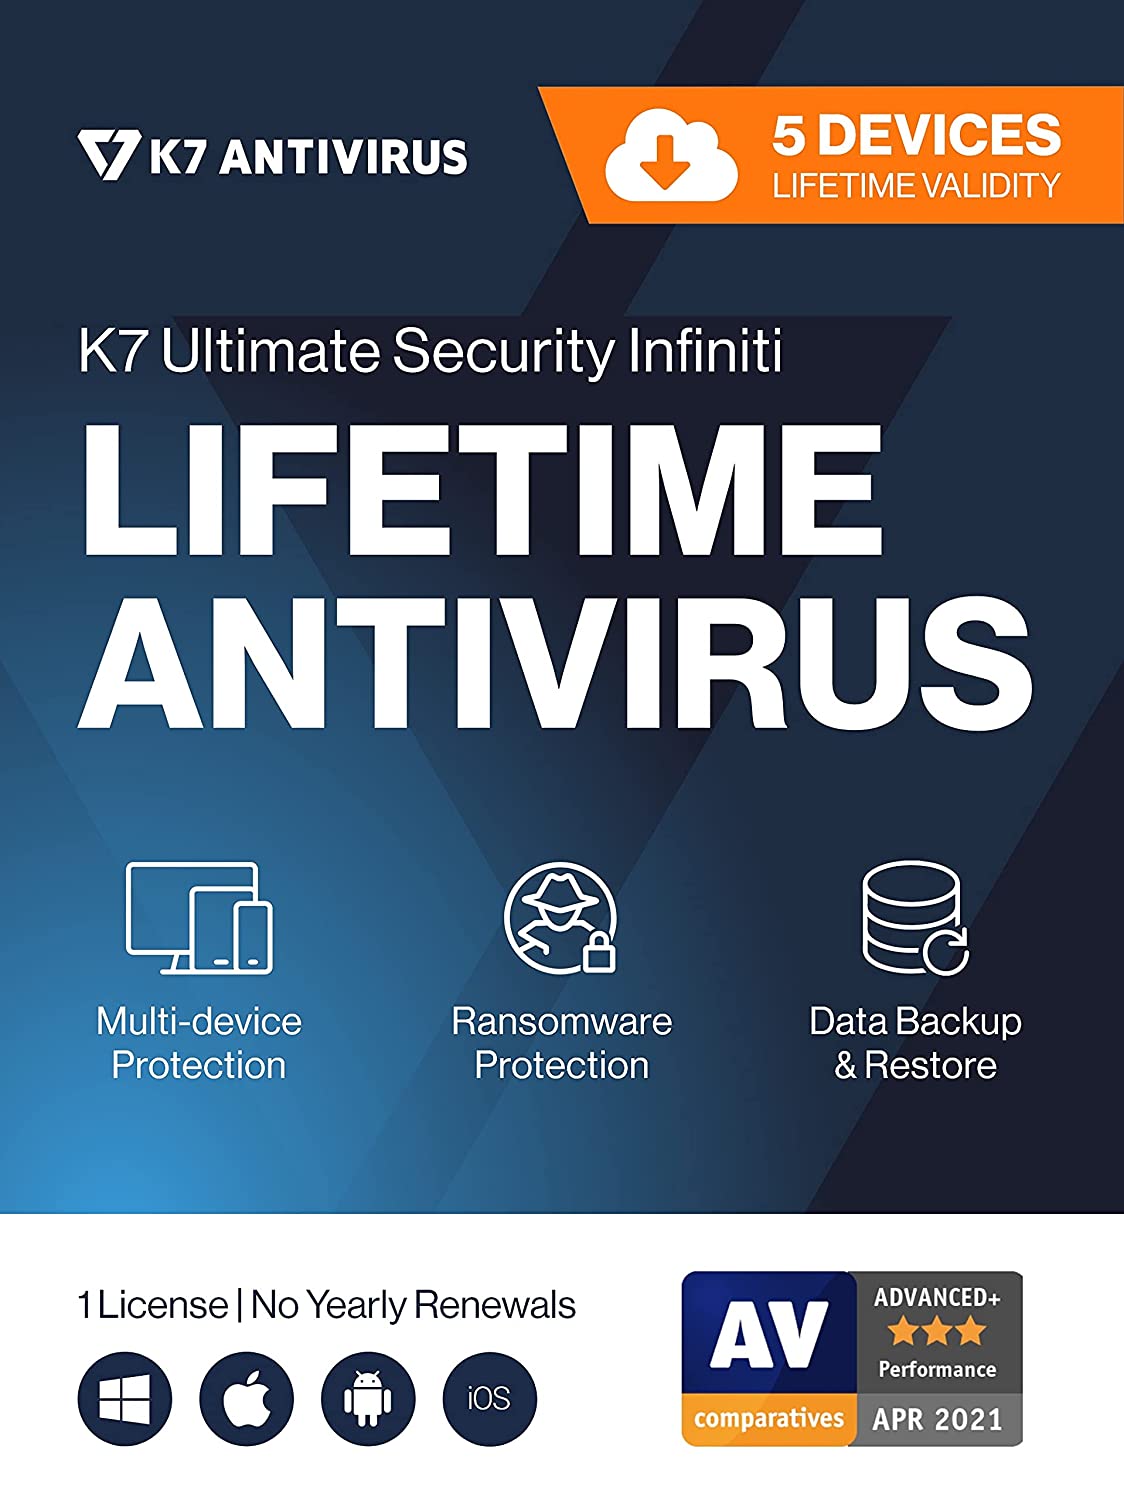 K7 ANTIVIRUS
5 DEVICES
LIFETIME VALIDITY
K7 Ultimate Security Infiniti
LIFETIME
ANTIVIRUS
Multi-device
Protection
Ransomware
Protection
Data Backup
& Restore
1 License | No Yearly Renewals
iOS
AV
comparatives
ADVANCED+
Performance
APR 2021